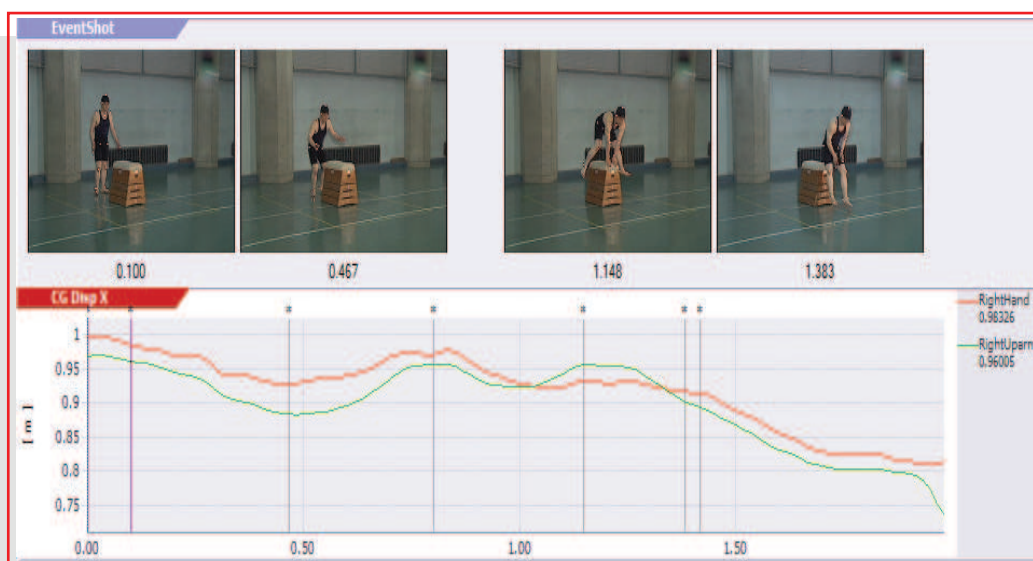 EventShot
0.100 0.467 1.148 1.383
CG Disp X
RightHand
0.98326
RightUparm
0.96005
* * * * * *
1
0.95
0.9
0.85
0.8
0.75
[ m ]
0.00 0.50 1.00 1.50